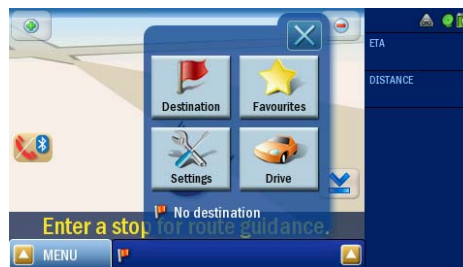 ETA
DISTANCE
Destination
Favourites
Settings
Drive
No destination
Enter a stop for route guidance.
MENU